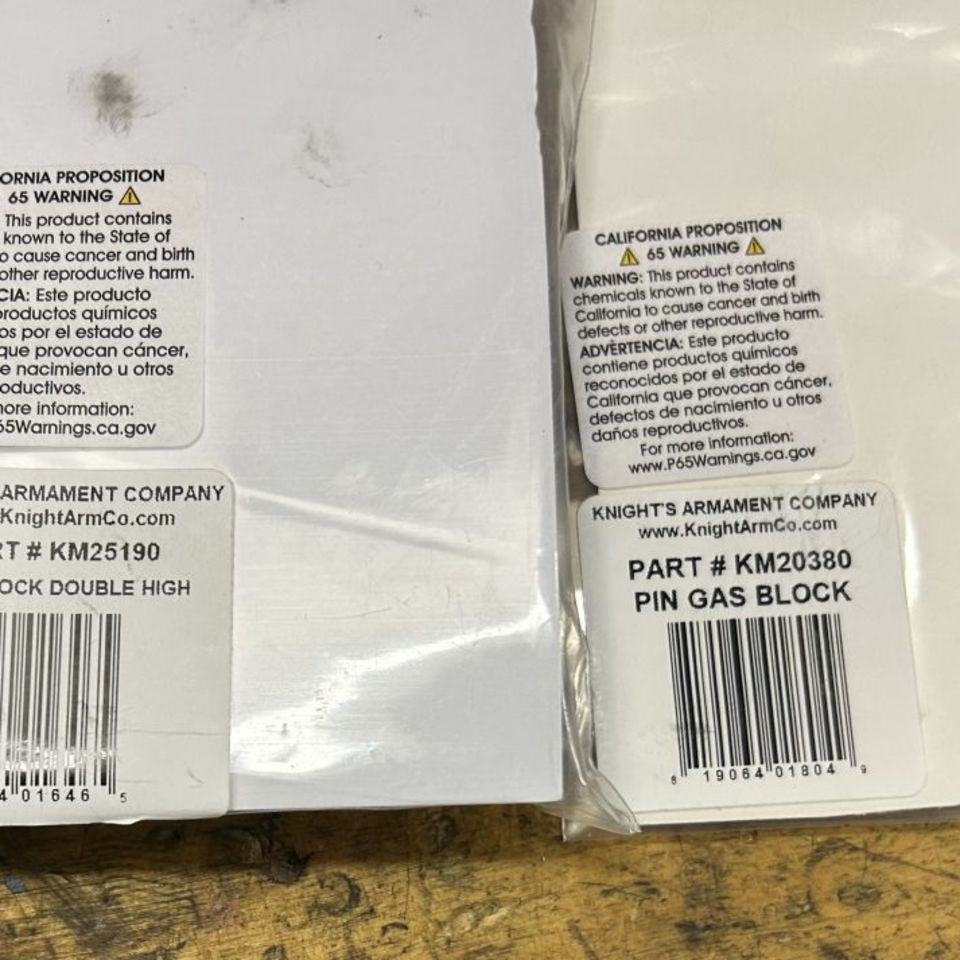 ORNIA PROPOSITION
65 WARNING
This product contains
known to the State of
o cause cancer and birth
other reproductive harm.
CIA: Este producto
roductos químicos
os por el estado de
que provocan cáncer,
e nacimiento u otros
oductivos.
more information:
65Warnings.ca.gov
ARMAMENT COMPANY
KnightArmCo.com
RT # KM25190
OCK DOUBLE HIGH
4 01646 5
CALIFORNIA PROPOSITION
65 WARNING
WARNING: This product contains
chemicals known to the State of
California to cause cancer and birth
defects or other reproductive harm.
ADVERTENCIA: Este producto
contiene productos químicos
reconocidos por el estado de
California que provocan cáncer,
defectos de nacimiento u otros
daños reproductivos.
For more information:
www.P65Warnings.ca.gov
KNIGHT'S ARMAMENT COMPANY
www.KnightArmCo.com
PART # KM20380
PIN GAS BLOCK
8 19064 01804 9